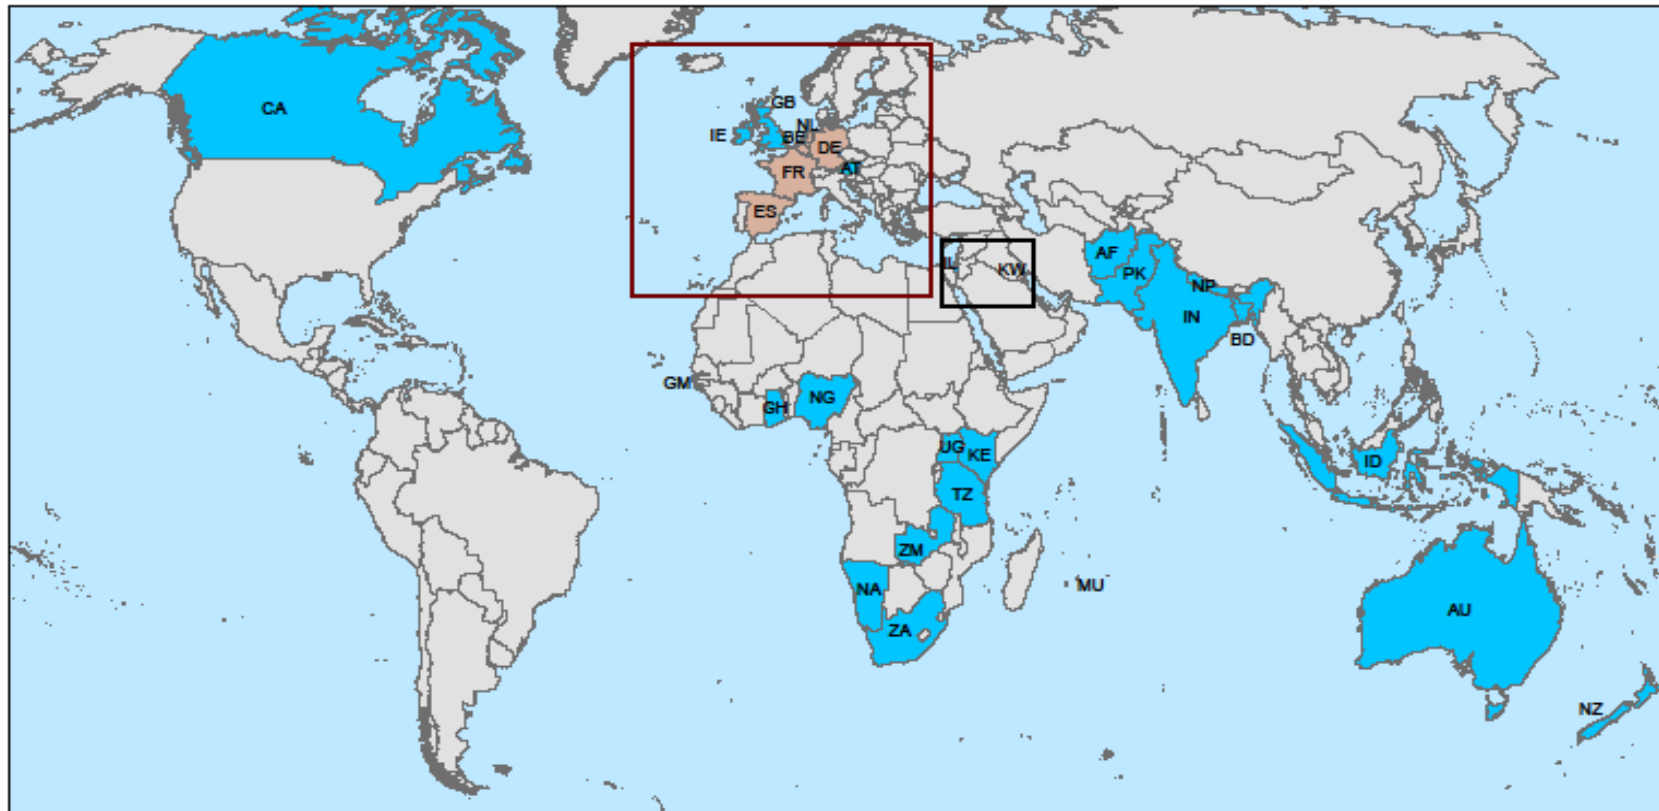 CA
GB
NL
IE
BE
DE
AT
FR
ES
AF
IL
KW
PK
NP
IN
BD
GM
NG
GH
UG
KE
ID
TZ
ZM
MU
NA
AU
ZA
NZ